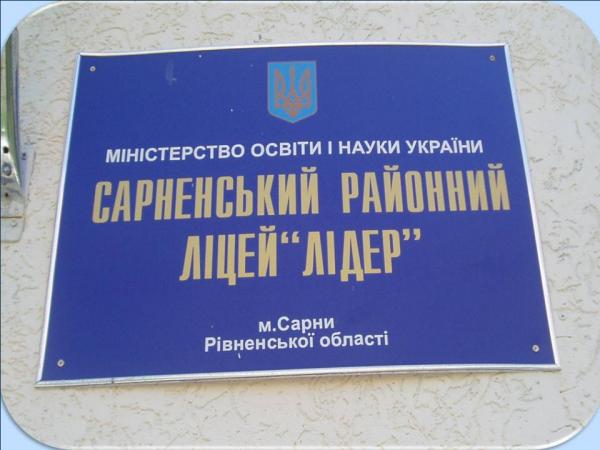 МІНІСТЕРСТВО ОСВІТИ І НАУКИ УКРАЇНИ
САРНЕНСЬКИЙ РАЙОННИЙ
ЛІЦЕЙ “ЛІДЕР”
м.Сарни
Рівненської області